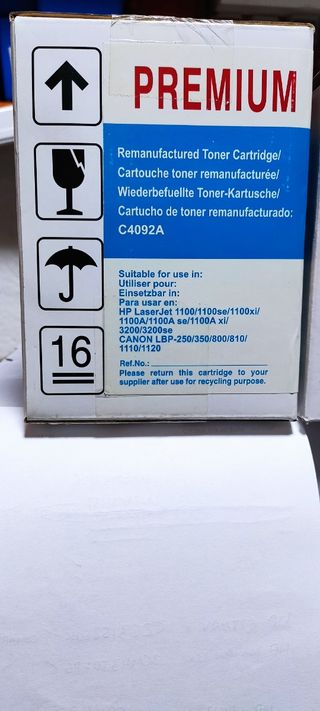 PREMIUM
Remanufactured Toner Cartridge/
Cartouche toner remanufacturée/
Wiederbefuellte Toner-Kartusche/
Cartucho de toner remanufacturado:
C4092A
Suitable for use in:
Utiliser pour:
Einsetzbar in:
Para usar en:
HP LaserJet 1100/1100se/1100xi/
1100A/1100A se/1100A xi/
3200/3200se
CANON LBP-250/350/800/810/
1110/1120
Ref.No.:
Please return this cartridge to your
supplier after use for recycling purpose.
16